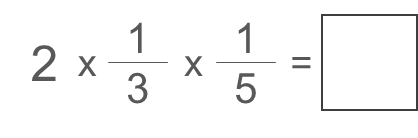 2 x 1/3 x 1/5 =